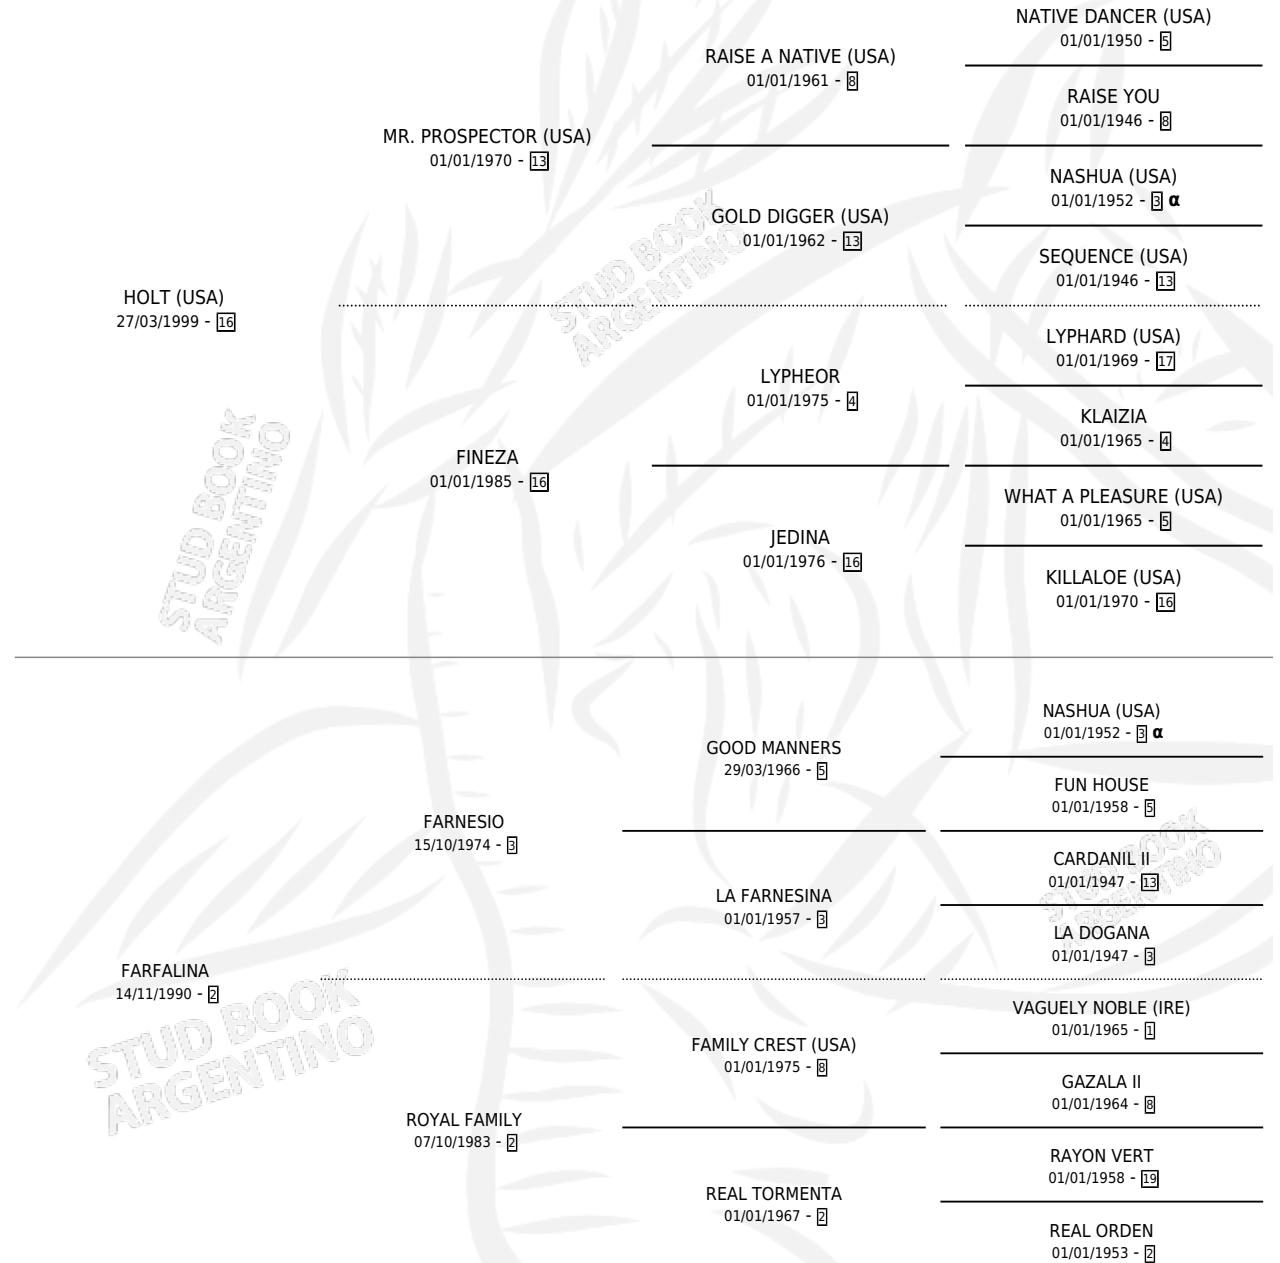 NATIVE DANCER (USA)
01/01/1950 - 5
RAISE A NATIVE (USA)
01/01/1961 - 8
RAISE YOU
01/01/1946 - 8
MR. PROSPECTOR (USA)
01/01/1970 - 13
NASHUA (USA)
01/01/1952 - 3 α
GOLD DIGGER (USA)
01/01/1962 - 13
SEQUENCE (USA)
01/01/1946 - 13
HOLT (USA)
27/03/1999 - 16
LYPHARD (USA)
01/01/1969 - 17
LYPHEOR
01/01/1975 - 4
KLAIZIA
01/01/1965 - 4
FINEZA
01/01/1985 - 16
WHAT A PLEASURE (USA)
01/01/1965 - 5
JEDINA
01/01/1976 - 16
KILLALOE (USA)
01/01/1970 - 16
NASHUA (USA)
01/01/1952 - 3 α
GOOD MANNERS
29/03/1966 - 5
FUN HOUSE
01/01/1958 - 5
FARNESIO
15/10/1974 - 3
CARDANIL II
01/01/1947 - 13
LA FARNESINA
01/01/1957 - 3
LA DOGANA
01/01/1947 - 3
FARFALINA
14/11/1990 - 2
VAGUELY NOBLE (IRE)
01/01/1965 - 1
FAMILY CREST (USA)
01/01/1975 - 8
GAZALA II
01/01/1964 - 8
ROYAL FAMILY
07/10/1983 - 2
RAYON VERT
01/01/1958 - 19
REAL TORMENTA
01/01/1967 - 2
REAL ORDEN
01/01/1953 - 2
STUD BOOK
ARGENTINO
STUD BOOK
ARGENTINO
STUD BOOK
ARGENTINO
STUD BOOK
ARGENTINO